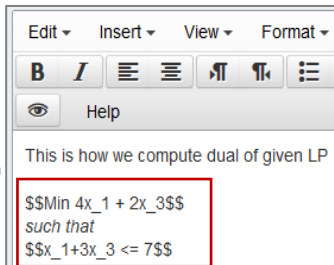 Edit Insert View Format
B I
Help
This is how we compute dual of given LP
$$Min 4x_1 + 2x_3$$
such that
$$x_1+3x_3 <= 7$$